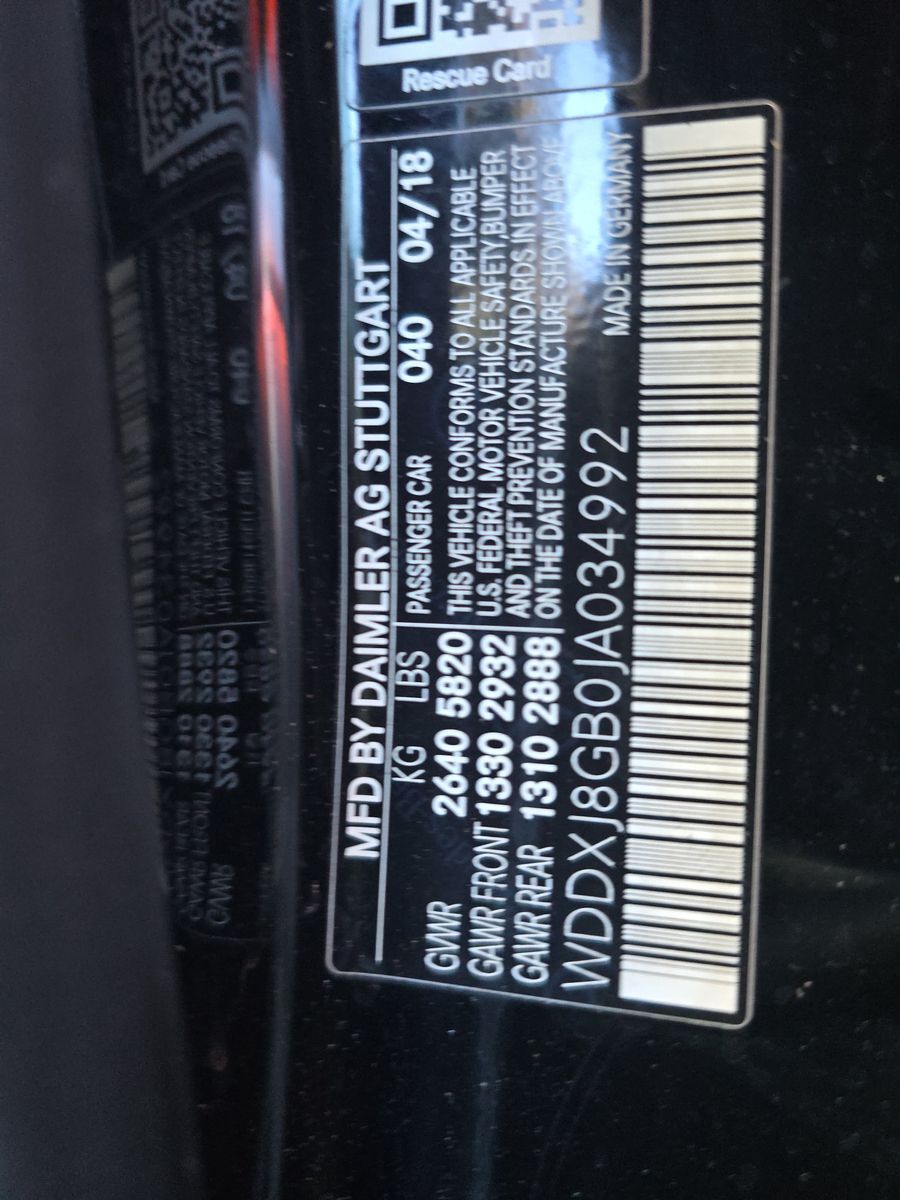 Rescue Card
MFD BY DAIMLER AG STUTTGART
KG LBS PASSENGER CAR 040 04/18
GVWR 2640 5820 THIS VEHICLE CONFORMS TO ALL APPLICABLE
GAWR FRONT 1330 2932 U.S. FEDERAL MOTOR VEHICLE SAFETY,BUMPER
GAWR REAR 1310 2888 AND THEFT PREVENTION STANDARDS IN EFFECT
ON THE DATE OF MANUFACTURE SHOWN ABOVE
WDDXJ8GB0JA034992 MADE IN GERMANY